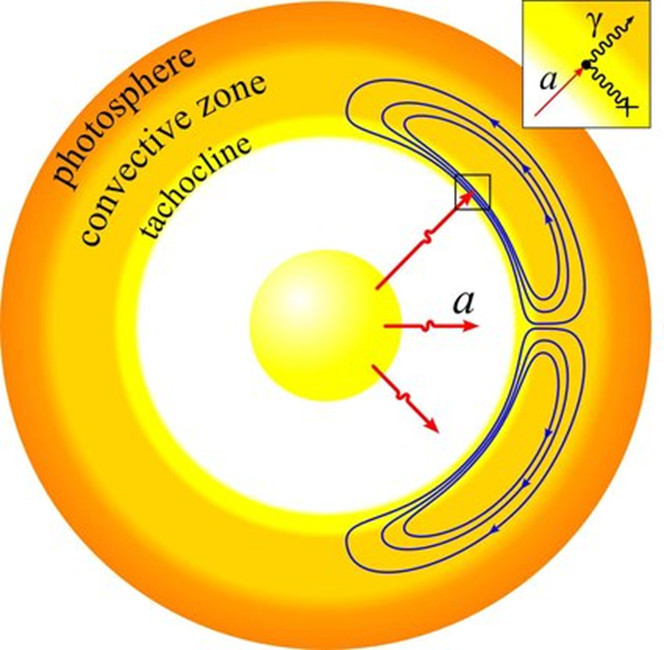 photosphere
convective zone
tachocline
γ
a
a